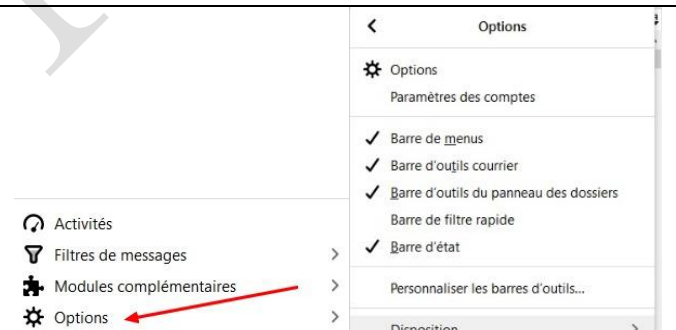 Activités
Filtres de messages
Modules complémentaires
Options
Options
Options
Paramètres des comptes
Barre de menus
Barre d'outils courrier
Barre d'outils du panneau des dossiers
Barre de filtre rapide
Barre d'état
Personnaliser les barres d'outils...
Disposition